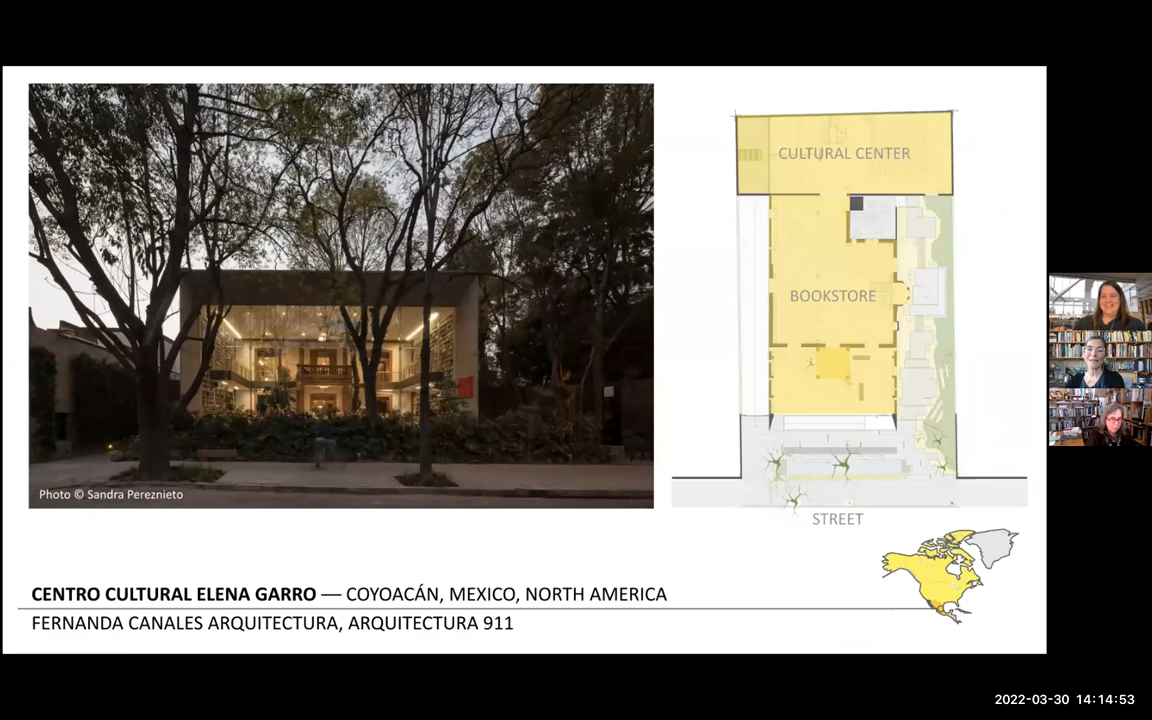 CULTURAL CENTER
BOOKSTORE
Photo © Sandra Pereznieto
STREET
CENTRO CULTURAL ELENA GARRO — COYOACÁN, MEXICO, NORTH AMERICA
FERNANDA CANALES ARQUITECTURA, ARQUITECTURA 911
2022-03-30 14:14:53